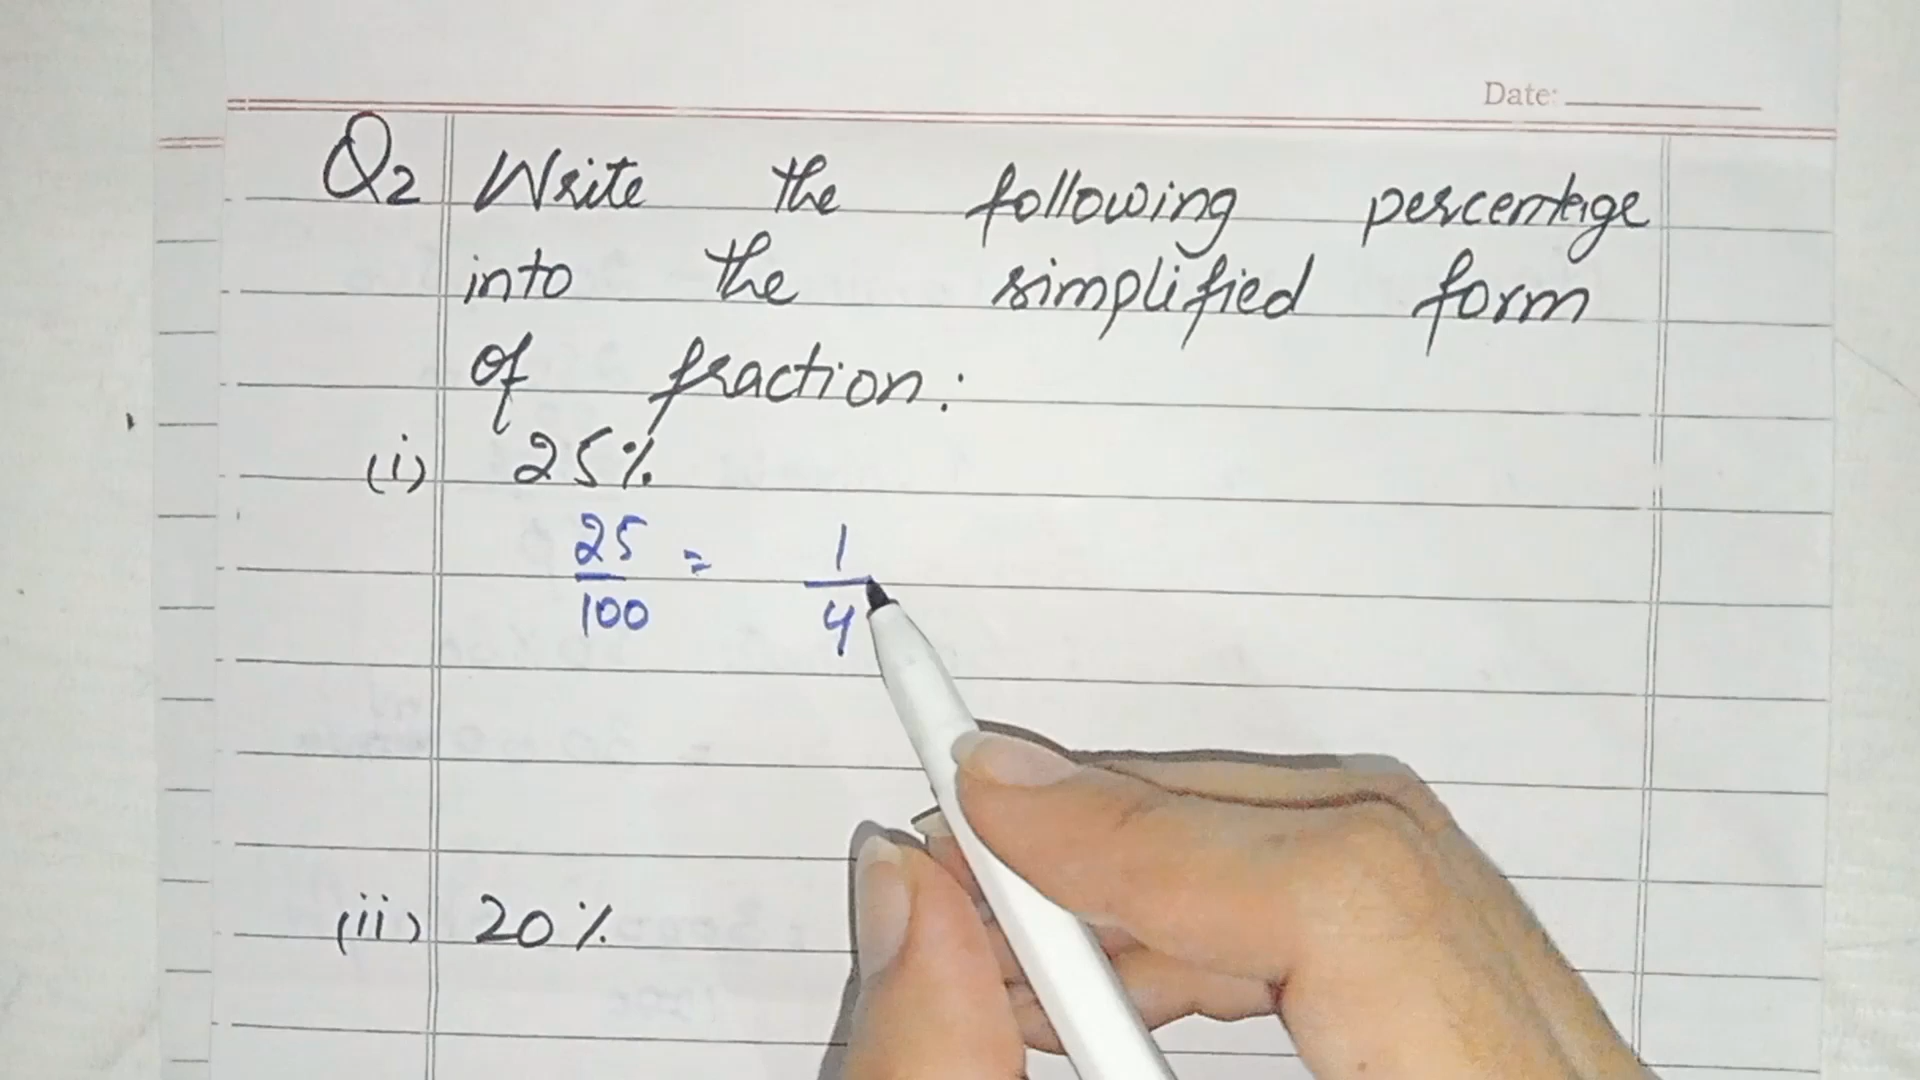 Date:
Q2 Write the following percentage
into the simplified form
of fraction:
(i) 25%
25/100 = 1/4
(ii) 20%